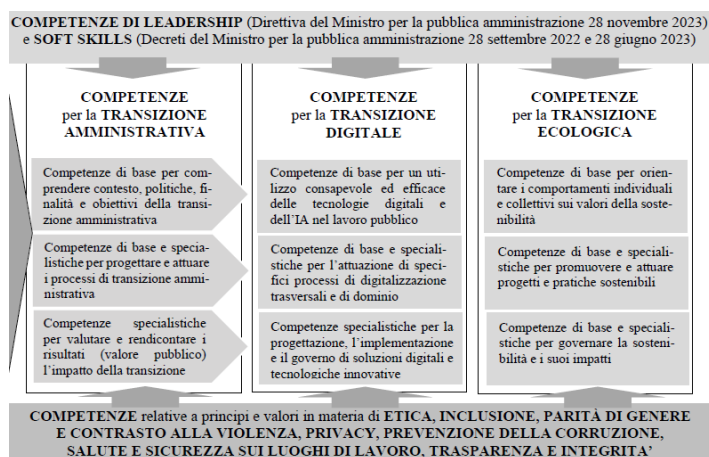 COMPETENZE DI LEADERSHIP (Direttiva del Ministro per la pubblica amministrazione 28 novembre 2023)
e SOFT SKILLS (Decreti del Ministro per la pubblica amministrazione 28 settembre 2022 e 28 giugno 2023)
COMPETENZE
per la TRANSIZIONE
AMMINISTRATIVA
Competenze di base per com-
prendere contesto, politiche, fi-
nalità e obiettivi della transi-
zione amministrativa
Competenze di base e specia-
listiche per progettare e attuare
i processi di transizione ammi-
nistrativa
Competenze specialistiche
per valutare e rendicontare i
risultati (valore pubblico)
l’impatto della transizione
COMPETENZE
per la TRANSIZIONE
DIGITALE
Competenze di base per un uti-
lizzo consapevole ed efficace
delle tecnologie digitali e
dell’IA nel lavoro pubblico
Competenze di base e speciali-
stiche per l’attuazione di speci-
fici processi di digitalizzazione
trasversali e di dominio
Competenze specialistiche per la
progettazione, l’implementazione
e il governo di soluzioni digitali e
tecnologiche innovative
COMPETENZE
per la TRANSIZIONE
ECOLOGICA
Competenze di base per orien-
tare i comportamenti individuali
e collettivi sui valori della soste-
nibilità
Competenze di base e speciali-
stiche per promuovere e attuare
progetti e pratiche sostenibili
Competenze di base e speciali-
stiche per governare la sosteni-
bilità e i suoi impatti
COMPETENZE relative a principi e valori in materia di ETICA, INCLUSIONE, PARITÀ DI GENERE
E CONTRASTO ALLA VIOLENZA, PRIVACY, PREVENZIONE DELLA CORRUZIONE,
SALUTE E SICUREZZA SUI LUOGHI DI LAVORO, TRASPARENZA E INTEGRITA’